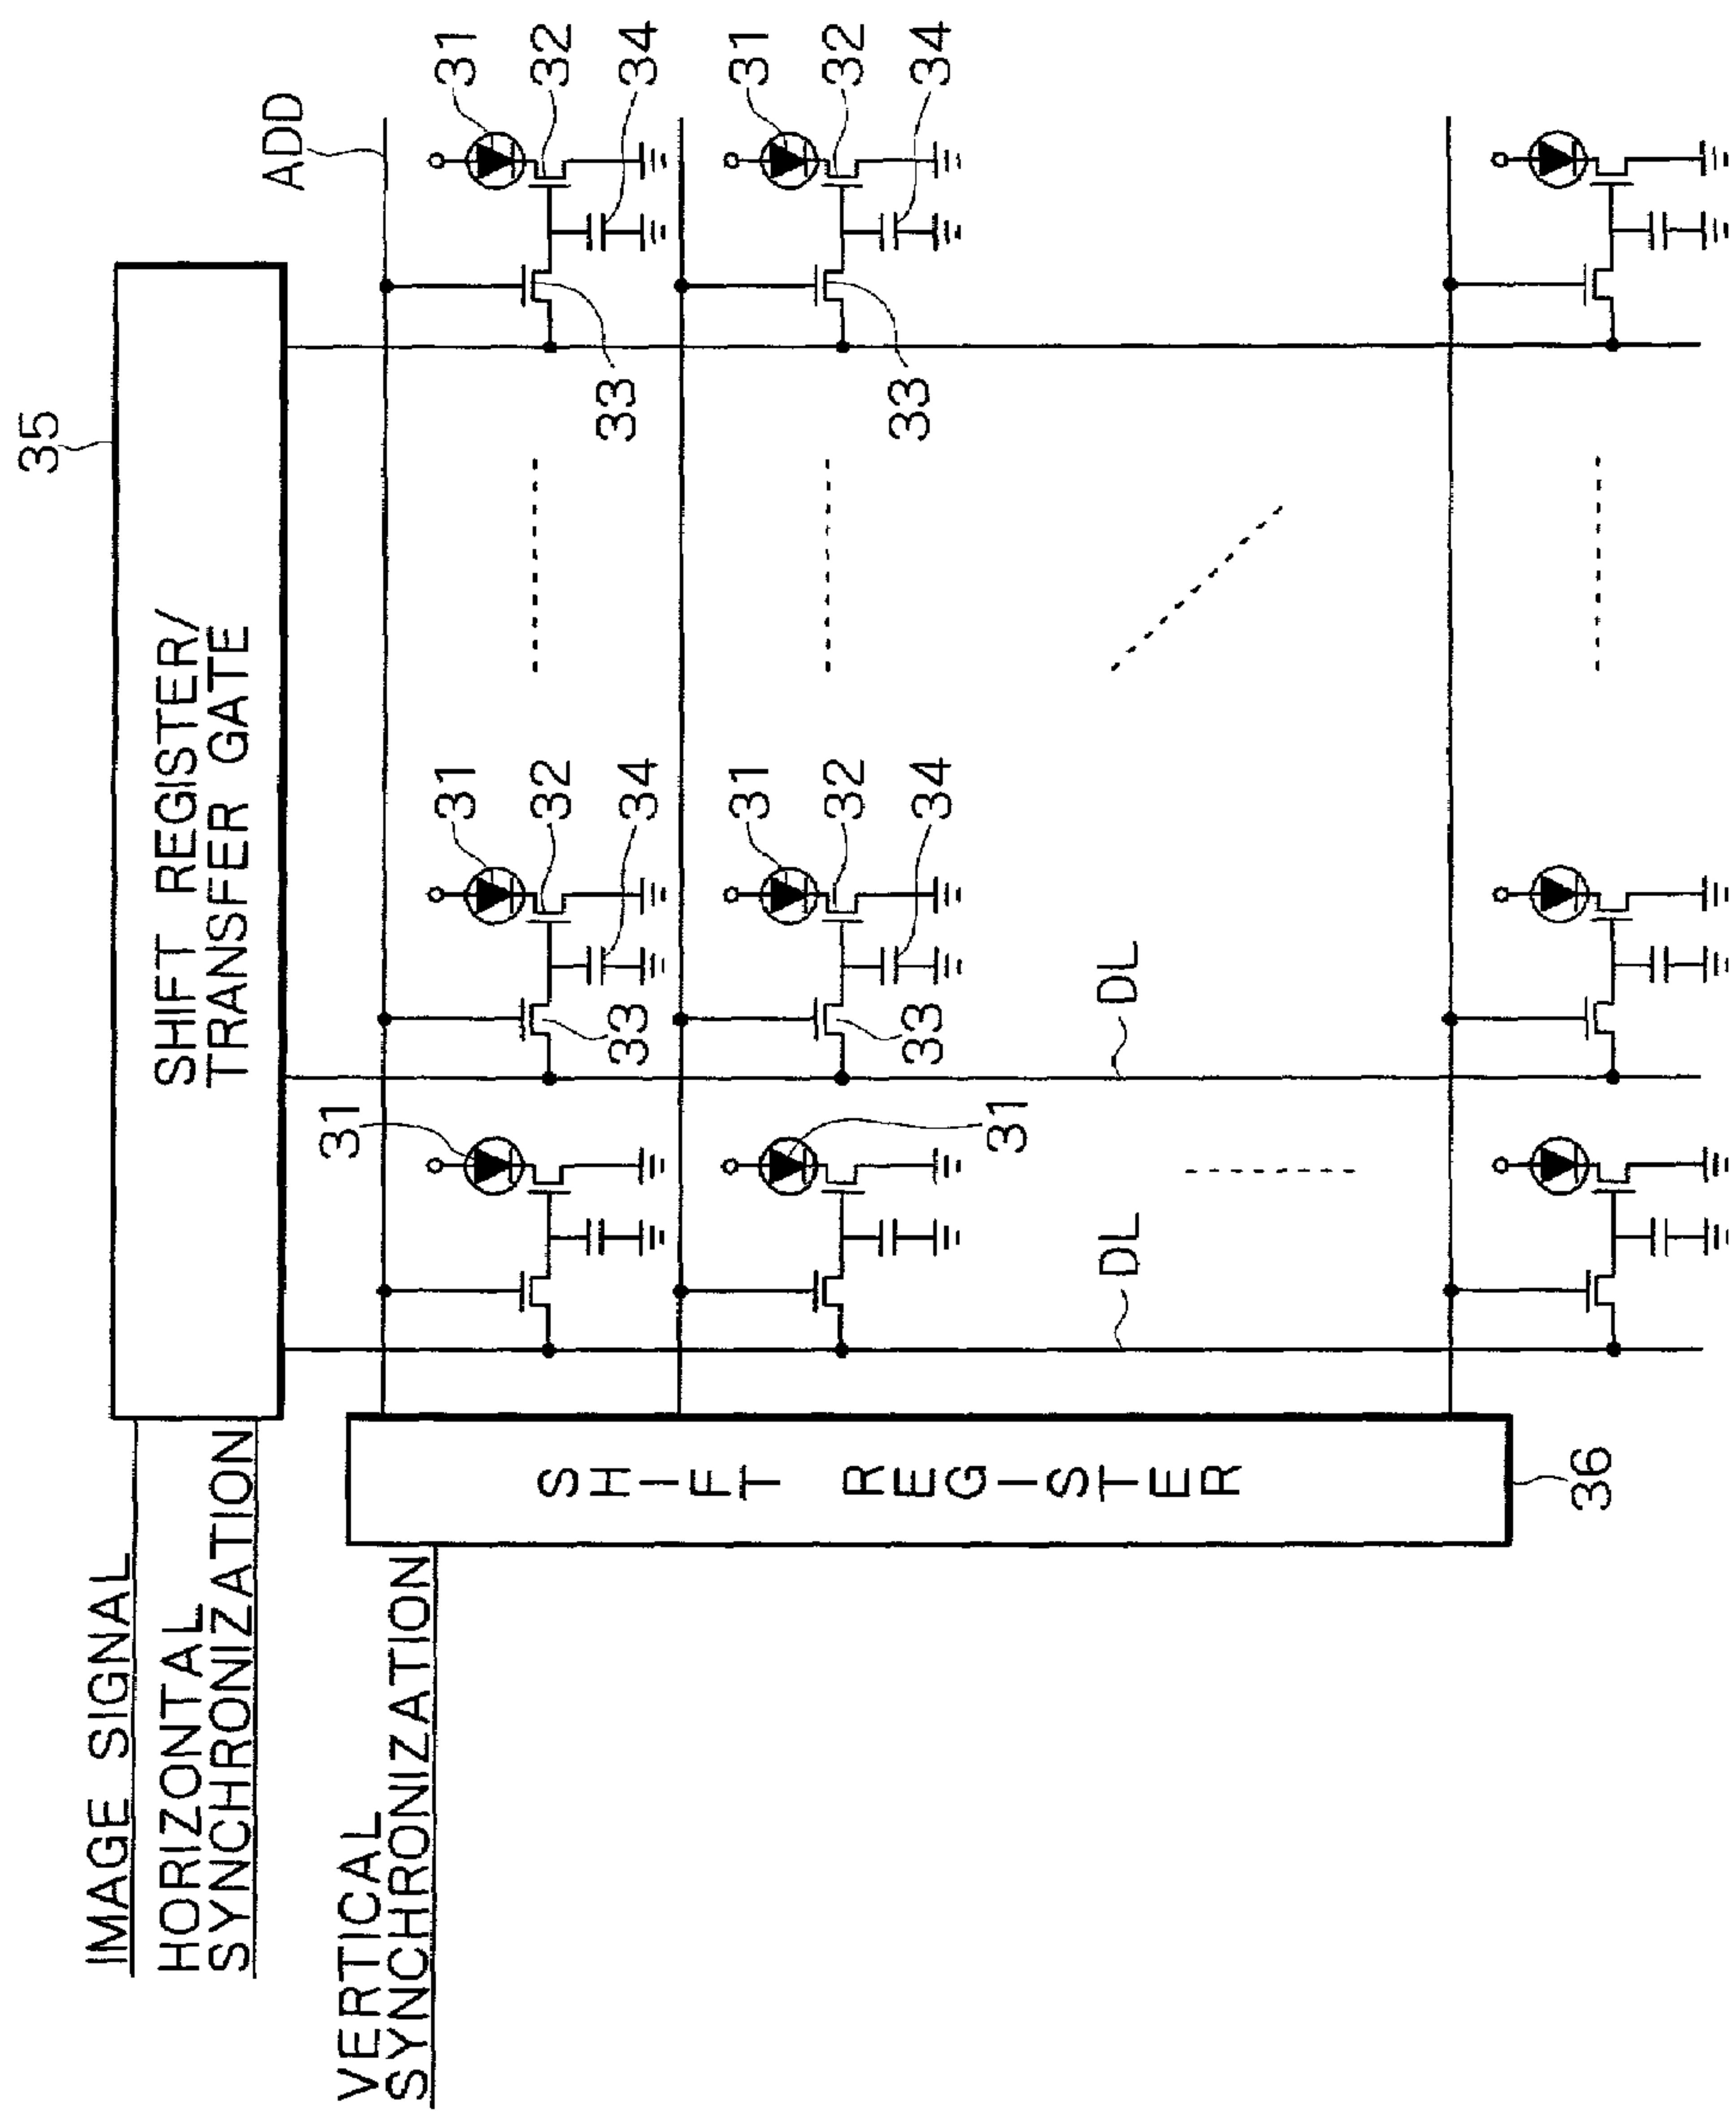 35
IMAGE SIGNAL
HORIZONTAL
SYNCHRONIZATION
SHIFT REGISTER/
TRANSFER GATE
ADD
VERTICAL
SYNCHRONIZATION
31
31
31
32
32
33
34
33
34
SHIFT REGISTER
31
31
32
32
33
34
33
34
31
DL
DL
36